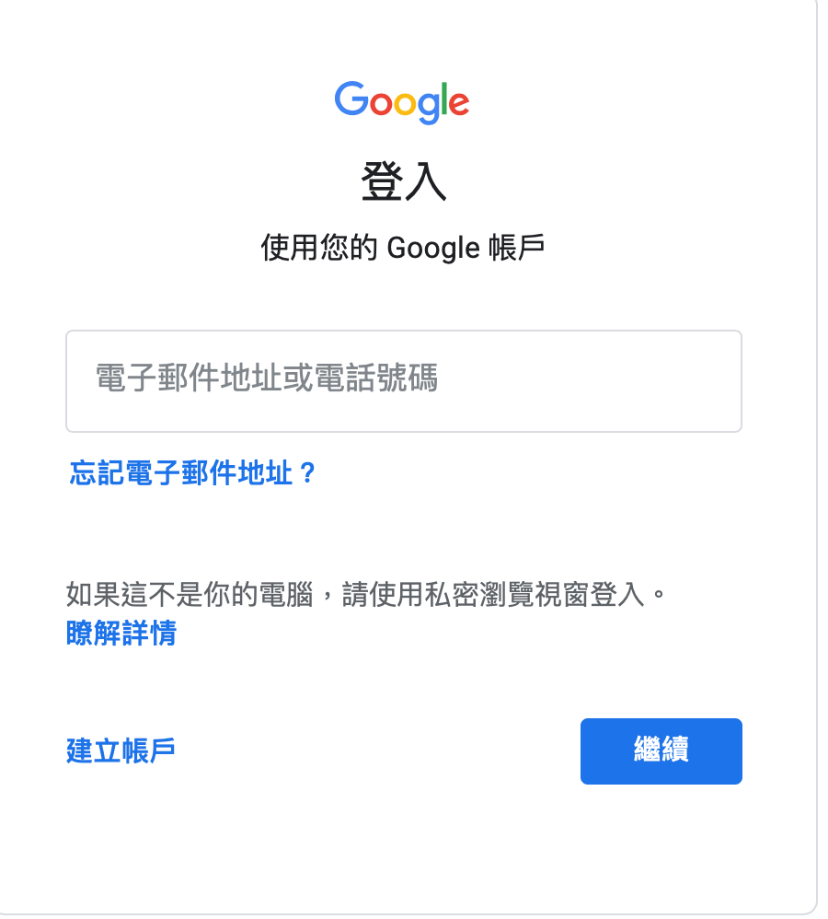 Google
登入
使用您的 Google 帳戶
電子郵件地址或電話號碼
忘記電子郵件地址？
如果這不是你的電腦，請使用私密瀏覽視窗登入。
瞭解詳情
建立帳戶
繼續